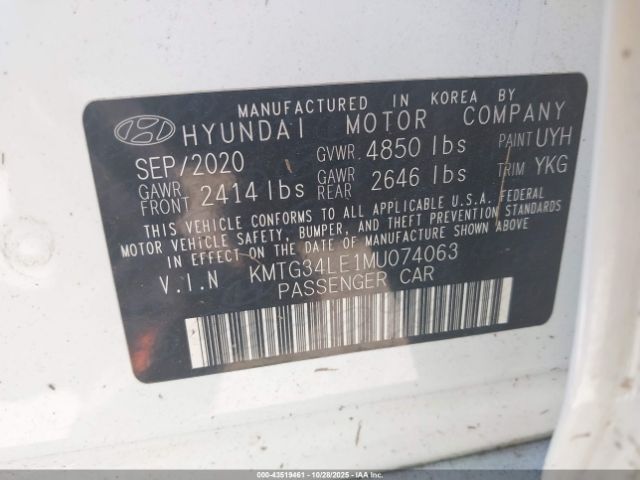 MANUFACTURED IN KOREA BY
HYUNDAI MOTOR COMPANY
SEP/2020 GVWR 4850 lbs PAINT UYH
GAWR FRONT 2414 lbs GAWR REAR 2646 lbs TRIM YKG
THIS VEHICLE CONFORMS TO ALL APPLICABLE U.S.A. FEDERAL
MOTOR VEHICLE SAFETY, BUMPER, AND THEFT PREVENTION STANDARDS
IN EFFECT ON THE DATE OF MANUFACTURE SHOWN ABOVE
V.I.N KMTG34LE1MU074063
PASSENGER CAR
000-43519461 | 10/28/2025 | IAAI.COM